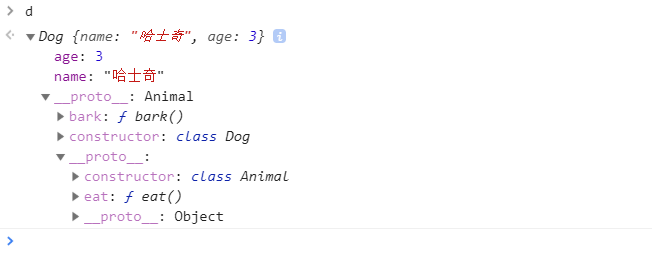 > d
Dog {name: "哈士奇", age: 3} i
age: 3
name: "哈士奇"
__proto__: Animal
bark: ƒ bark()
constructor: class Dog
__proto__:
constructor: class Animal
eat: ƒ eat()
__proto__: Object
>